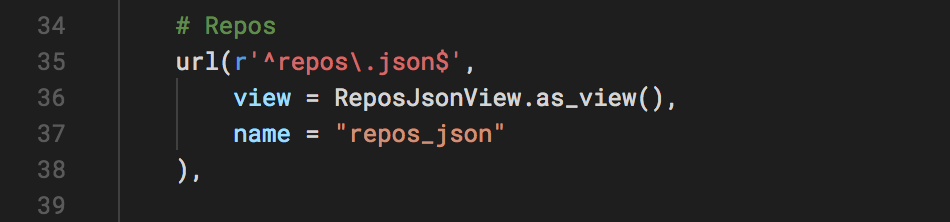 34 # Repos
35 url(r'^repos\.json$',
36 view = ReposJsonView.as_view(),
37 name = "repos_json"
38 ),
39